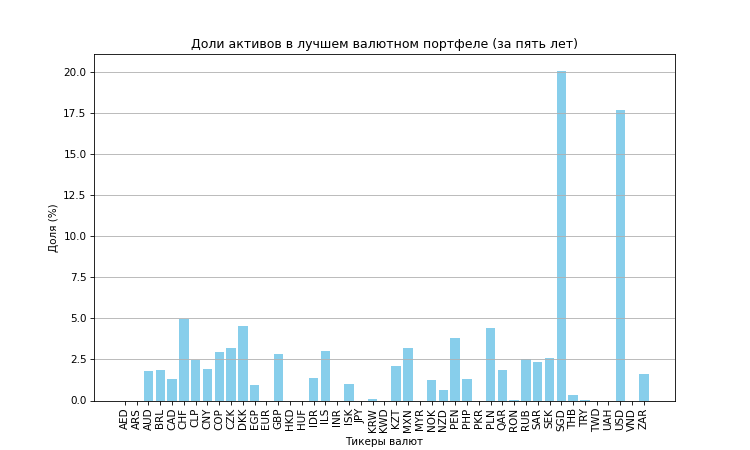 Доли активов в лучшем валютном портфеле (за пять лет)
Доля (%)
20.0
17.5
15.0
12.5
10.0
7.5
5.0
2.5
0.0
AED ARS AUD BRL CAD CHF CLP CNY COP CZK DKK EGP EUR GBP HKD HUF IDR ILS INR ISK JPY KRW KWD KZT MXN MYR NOK NZD PEN PHP PKR PLN QAR RON RUB SAR SEK SGD THB TRY TWD UAH USD VND ZAR
Тикеры валют